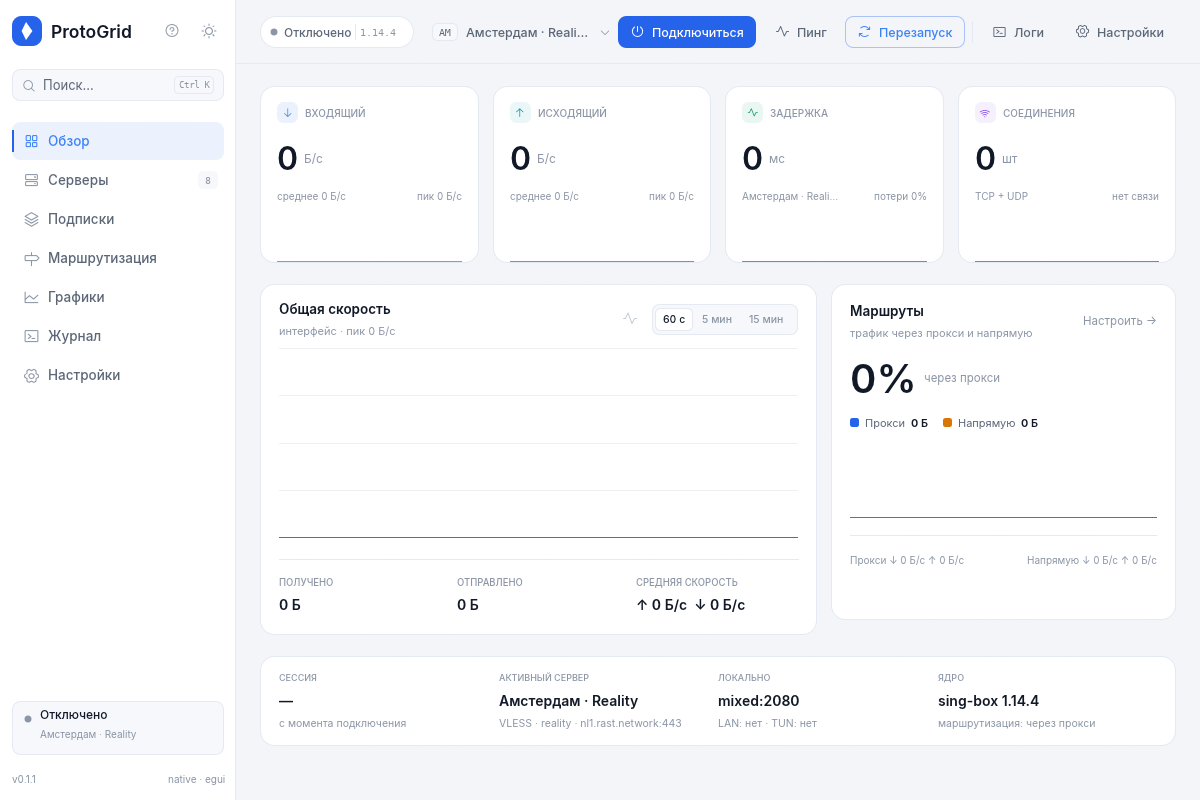 ProtoGrid
Поиск...
Ctrl K
Обзор
Серверы
8
Подписки
Маршрутизация
Графики
Журнал
Настройки
Отключено
Амстердам · Reality
v0.1.1
native · egui
Отключено 1.14.4
AM Амстердам · Reali...
Подключиться
Пинг
Перезапуск
Логи
Настройки
ВХОДЯЩИЙ
0 Б/с
среднее 0 Б/с
пик 0 Б/с
ИСХОДЯЩИЙ
0 Б/с
среднее 0 Б/с
пик 0 Б/с
ЗАДЕРЖКА
0 мс
Амстердам · Reali...
потери 0%
СОЕДИНЕНИЯ
0 шт
TCP + UDP
нет связи
Общая скорость
интерфейс · пик 0 Б/с
60 с
5 мин
15 мин
ПОЛУЧЕНО
0 Б
ОТПРАВЛЕНО
0 Б
СРЕДНЯЯ СКОРОСТЬ
↑ 0 Б/с ↓ 0 Б/с
Маршруты
трафик через прокси и напрямую
Настроить →
0% через прокси
Прокси 0 Б
Напрямую 0 Б
Прокси ↓ 0 Б/с ↑ 0 Б/с
Напрямую ↓ 0 Б/с ↑ 0 Б/с
СЕССИЯ
—
с момента подключения
АКТИВНЫЙ СЕРВЕР
Амстердам · Reality
VLESS · reality · nl1.rast.network:443
ЛОКАЛЬНО
mixed:2080
LAN: нет · TUN: нет
ЯДРО
sing-box 1.14.4
маршрутизация: через прокси